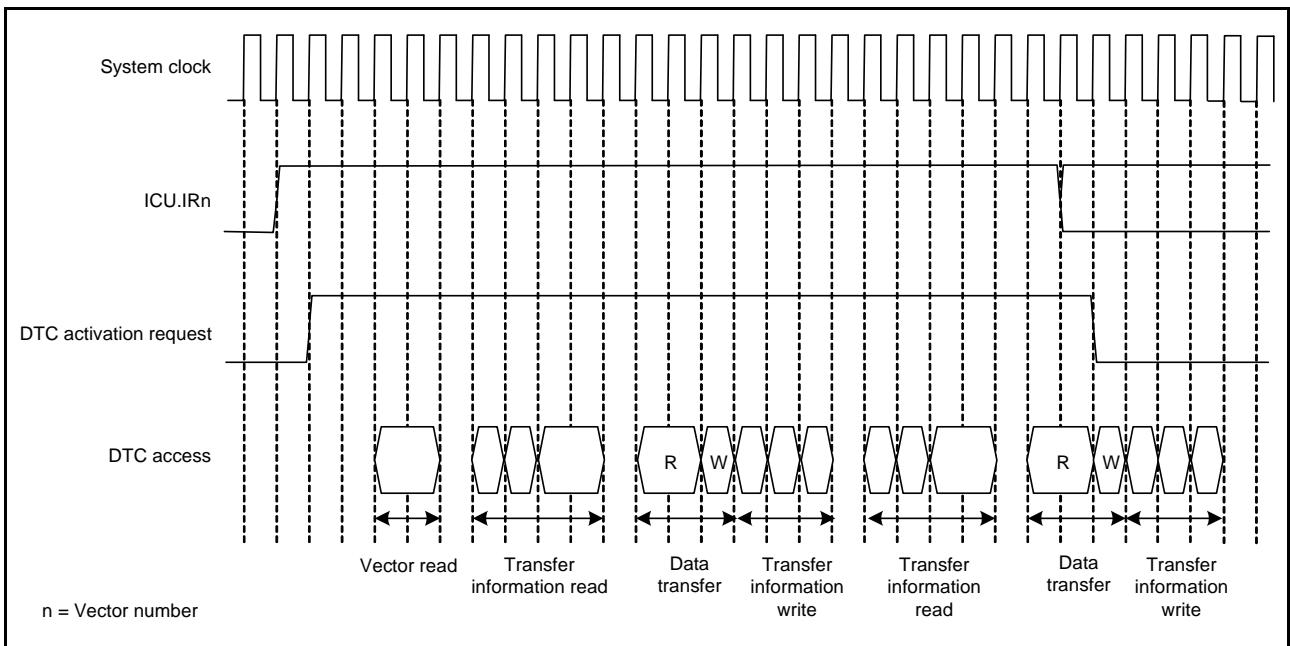 System clock
ICU.IRn
DTC activation request
DTC access
R
W
R
W
Vector read
Transfer
information read
Data
transfer
Transfer
information
write
Transfer
information
read
Data
transfer
Transfer
information
write
n = Vector number